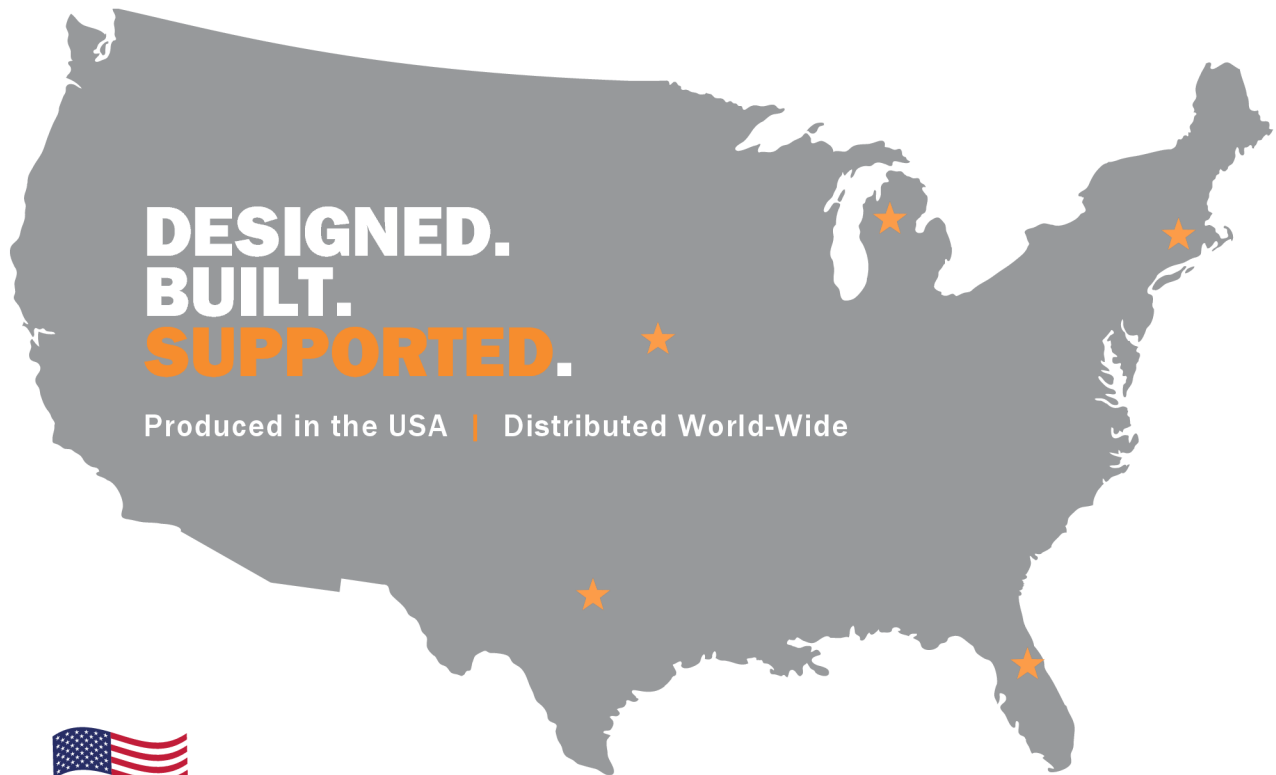 DESIGNED.
BUILT.
SUPPORTED.
Produced in the USA | Distributed World-Wide